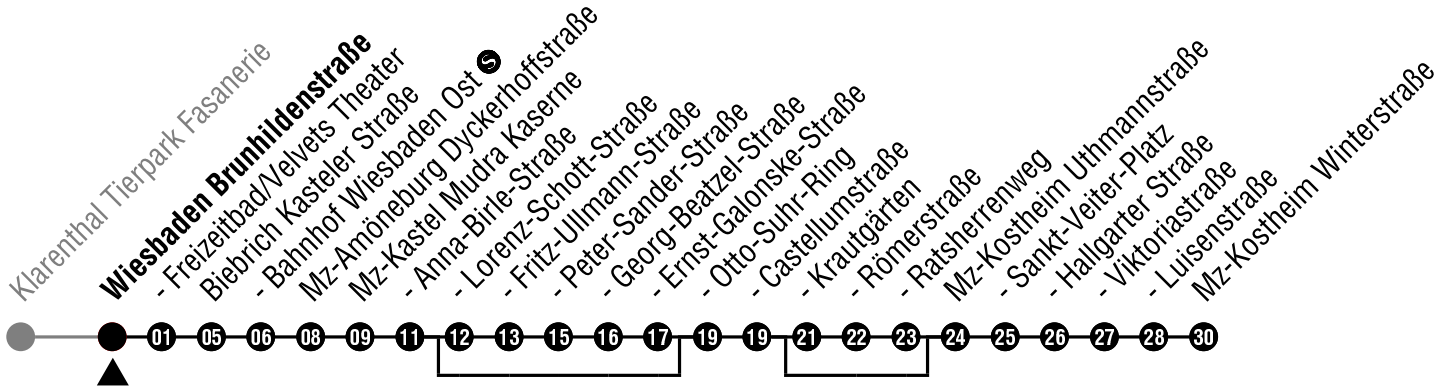 Klarenthal Tierpark Fasanerie
Wiesbaden Brunhildenstraße
- Freizeitbad/Velvets Theater
Biebrich Kasteler Straße
- Bahnhof Wiesbaden Ost S
Mz-Amöneburg Dyckerhoffstraße
Mz-Kastel Mudra Kaserne
- Anna-Birle-Straße
- Lorenz-Schott-Straße
- Fritz-Ullmann-Straße
- Peter-Sander-Straße
- Georg-Beatzel-Straße
- Ernst-Galonske-Straße
- Otto-Suhr-Ring
- Castellumstraße
- Krautgärten
- Römerstraße
- Ratsherrenweg
Mz-Kostheim Uthmannstraße
- Sankt-Veiter-Platz
- Hallgarter Straße
- Viktoriastraße
- Luisenstraße
Mz-Kostheim Winterstraße
01 05 06 08 09 11 12 13 15 16 17 19 19 21 22 23 24 25 26 27 28 30